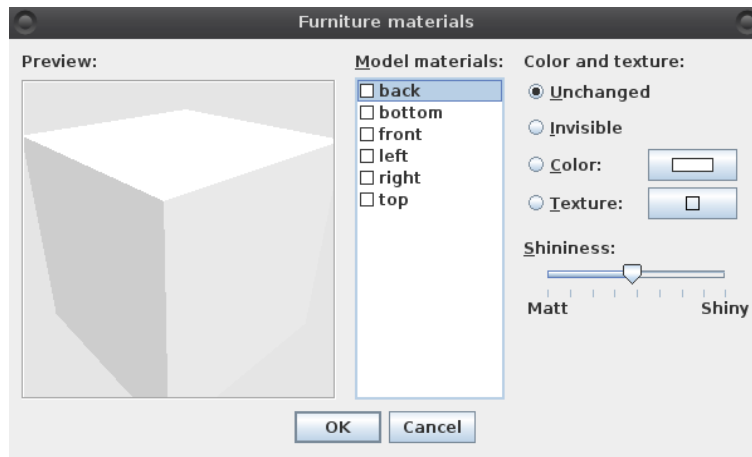 Furniture materials
Preview:
Model materials:
back
bottom
front
left
right
top
Color and texture:
Unchanged
Invisible
Color:
Texture:
Shininess:
Matt Shiny
OK Cancel